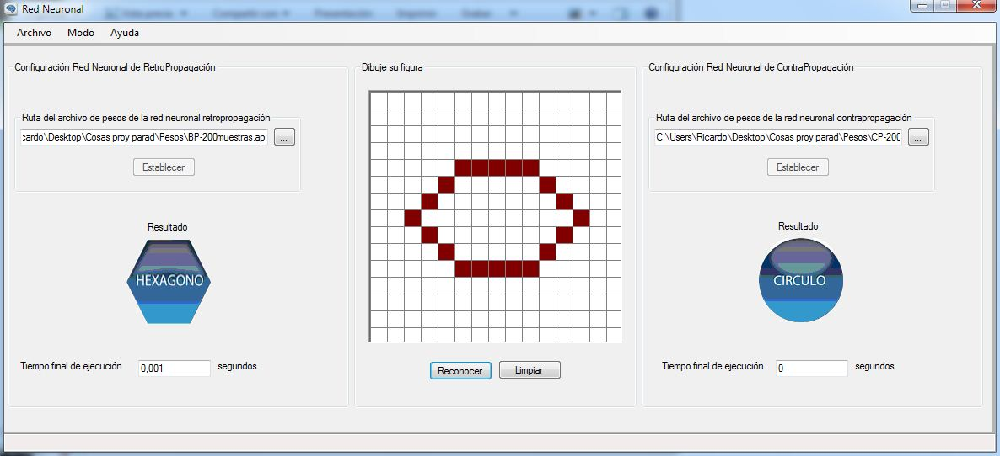 Red Neuronal
Archivo Modo Ayuda
Configuración Red Neuronal de RetroPropagación
Ruta del archivo de pesos de la red neuronal retropropagación
cardo\Desktop\Cosas proy parad\Pesos\BP-200muestras.ap
...
Establecer
Resultado
HEXAGONO
Tiempo final de ejecución 0,001 segundos
Dibuje su figura
Reconocer Limpiar
Configuración Red Neuronal de ContraPropagación
Ruta del archivo de pesos de la red neuronal contrapropagación
C:\Users\Ricardo\Desktop\Cosas proy parad\Pesos\CP-200
...
Establecer
Resultado
CIRCULO
Tiempo final de ejecución 0 segundos